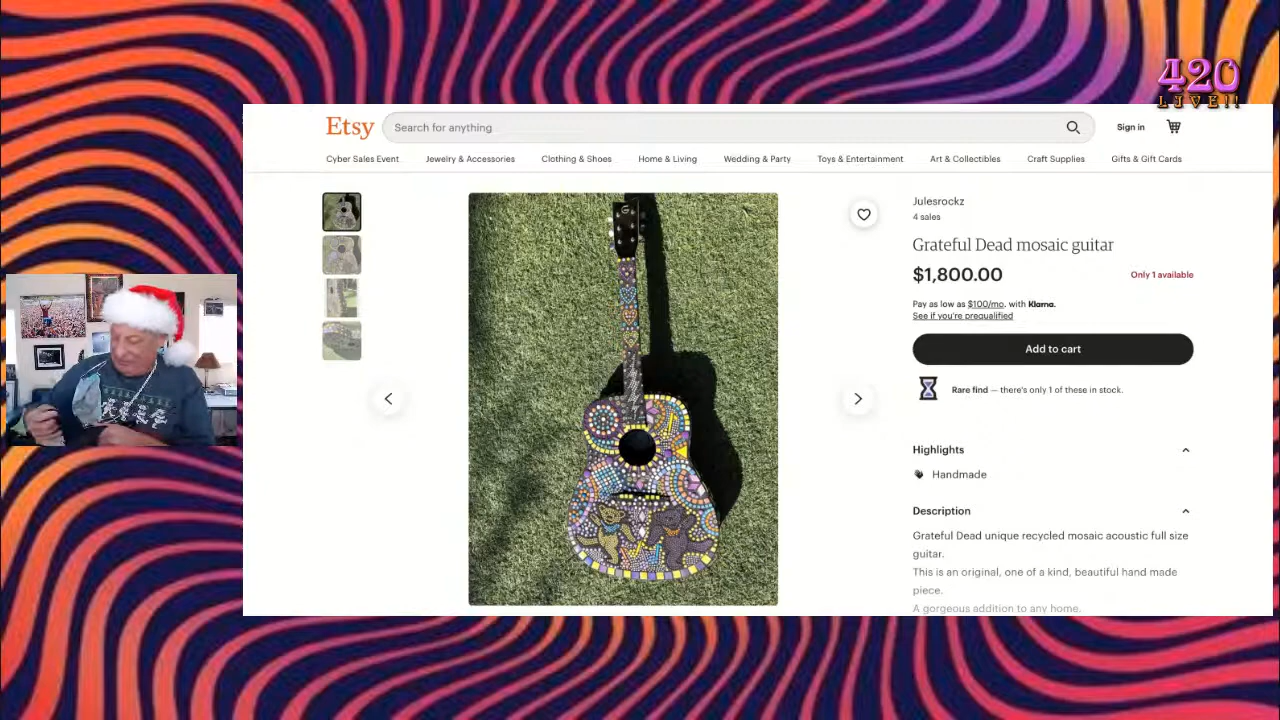 420
LIVE!!
Etsy
Search for anything
Sign in
Cyber Sales Event
Jewelry & Accessories
Clothing & Shoes
Home & Living
Wedding & Party
Toys & Entertainment
Art & Collectibles
Craft Supplies
Gifts & Gift Cards
Julesrockz
4 sales
Grateful Dead mosaic guitar
$1,800.00
Only 1 available
Pay as low as $100/mo. with Klarna.
See if you're prequalified
Add to cart
Rare find — there's only 1 of these in stock.
Highlights
Handmade
Description
Grateful Dead unique recycled mosaic acoustic full size
guitar.
This is an original, one of a kind, beautiful hand made
piece.
A gorgeous addition to any home.